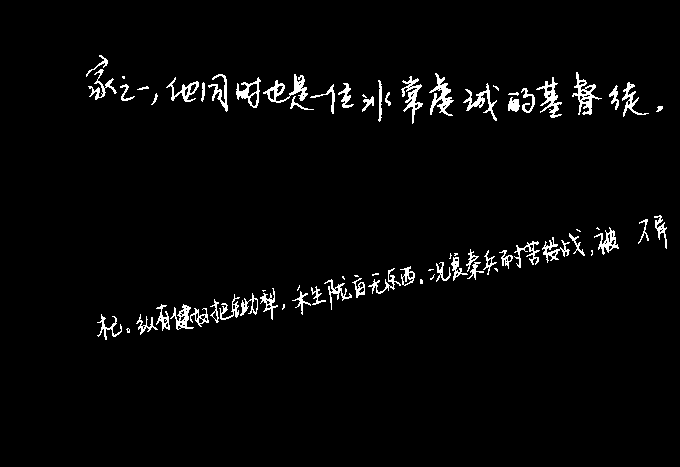 家之一,他同时也是一位非常虔诚的基督徒。
杞。纵有健妇把锄犁,禾生陇亩无东西。况复秦兵耐苦役战,被 不异